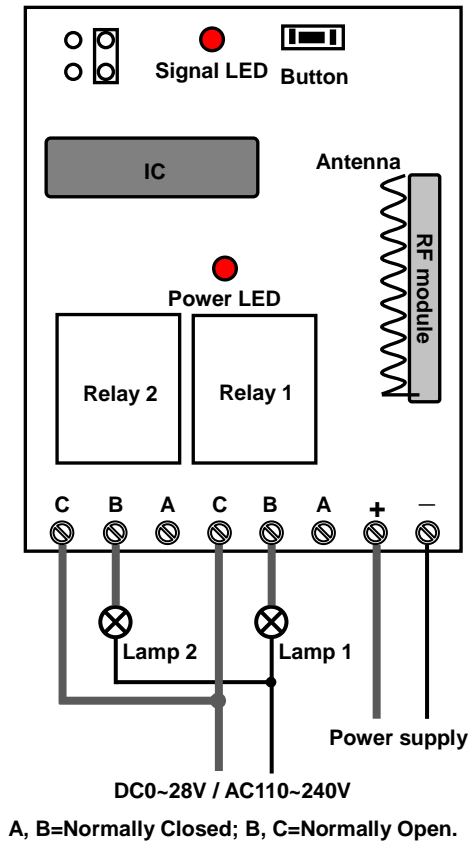 Signal LED
Button
IC
Antenna
RF module
Power LED
Relay 2
Relay 1
C B A C B A + −
Lamp 2
Lamp 1
Power supply
DC0~28V / AC110~240V
A, B=Normally Closed; B, C=Normally Open.